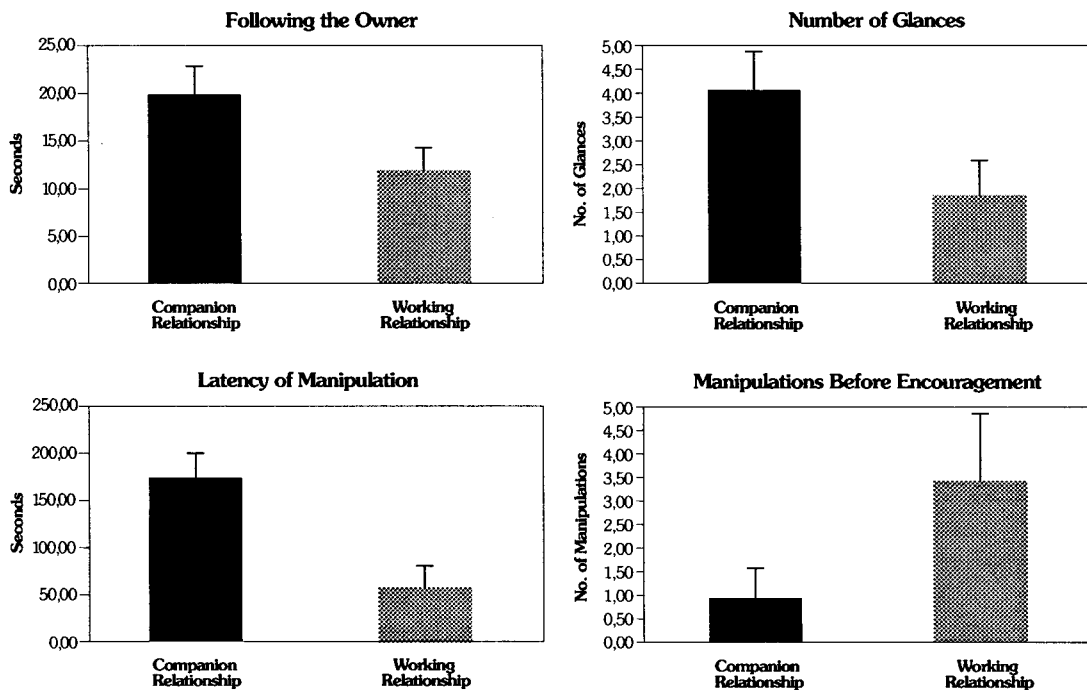 Following the Owner
25,00
20,00
15,00
10,00
5,00
0,00
Seconds
Companion
Relationship
Working
Relationship
Number of Glances
5,00
4,50
4,00
3,50
3,00
2,50
2,00
1,50
1,00
0,50
0,00
No. of Glances
Companion
Relationship
Working
Relationship
Latency of Manipulation
250,00
200,00
150,00
100,00
50,00
0,00
Seconds
Companion
Relationship
Working
Relationship
Manipulations Before Encouragement
5,00
4,50
4,00
3,50
3,00
2,50
2,00
1,50
1,00
0,50
0,00
No. of Manipulations
Companion
Relationship
Working
Relationship